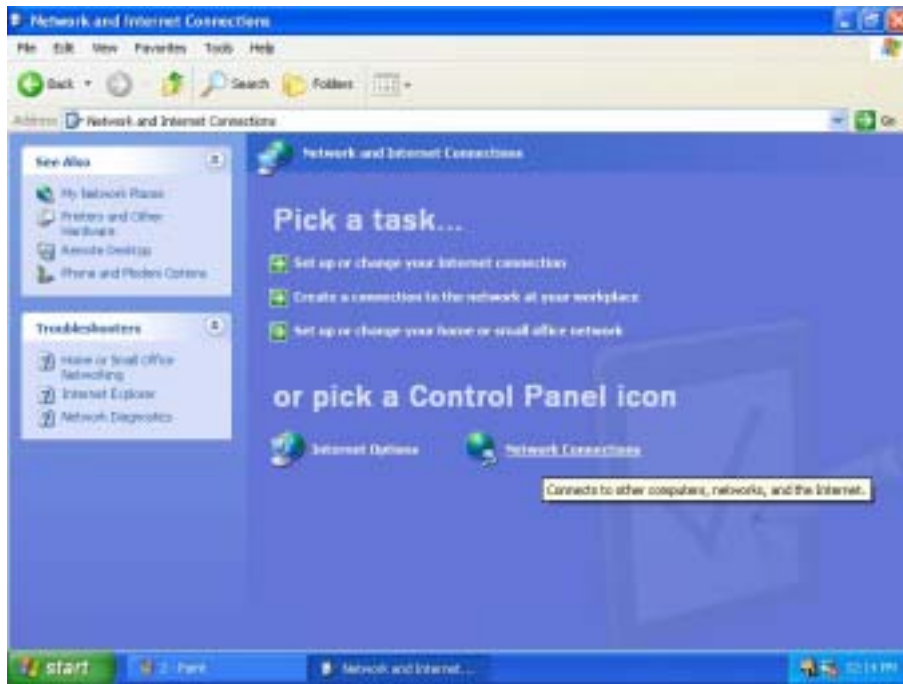 Network and Internet Connections
File Edit View Favorites Tools Help
Back Search Folders
Address Network and Internet Connections Go
See Also
My Network Places
Printers and Other
Hardware
Remote Desktop
Phone and Modem Options
Troubleshooters
Home or Small Office
Networking
Internet Explorer
Network Diagnostics
Network and Internet Connections
Pick a task...
Set up or change your Internet connection
Create a connection to the network at your workplace
Set up or change your home or small office network
or pick a Control Panel icon
Internet Options Network Connections
Connects to other computers, networks, and the Internet.
start 2 - Paint Network and Internet... 12:14 PM